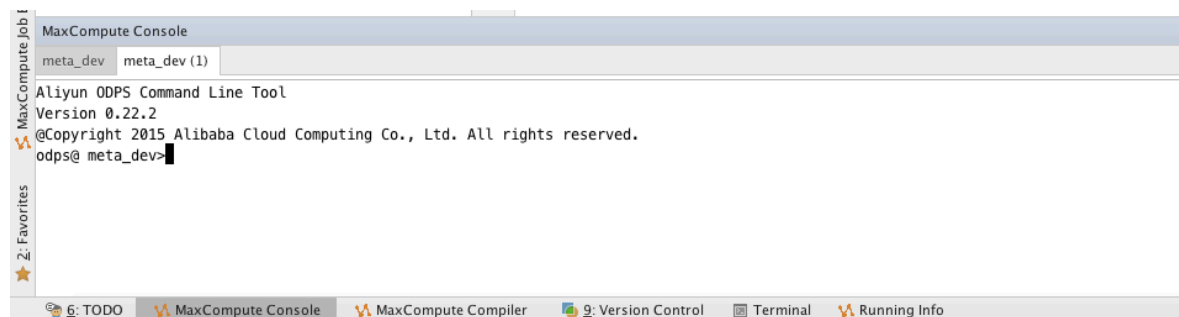 MaxCompute Console
meta_dev meta_dev (1)
Aliyun ODPS Command Line Tool
Version 0.22.2
@Copyright 2015 Alibaba Cloud Computing Co., Ltd. All rights reserved.
odps@ meta_dev>
MaxCompute Job
2: Favorites
6: TODO MaxCompute Console MaxCompute Compiler 9: Version Control Terminal Running Info